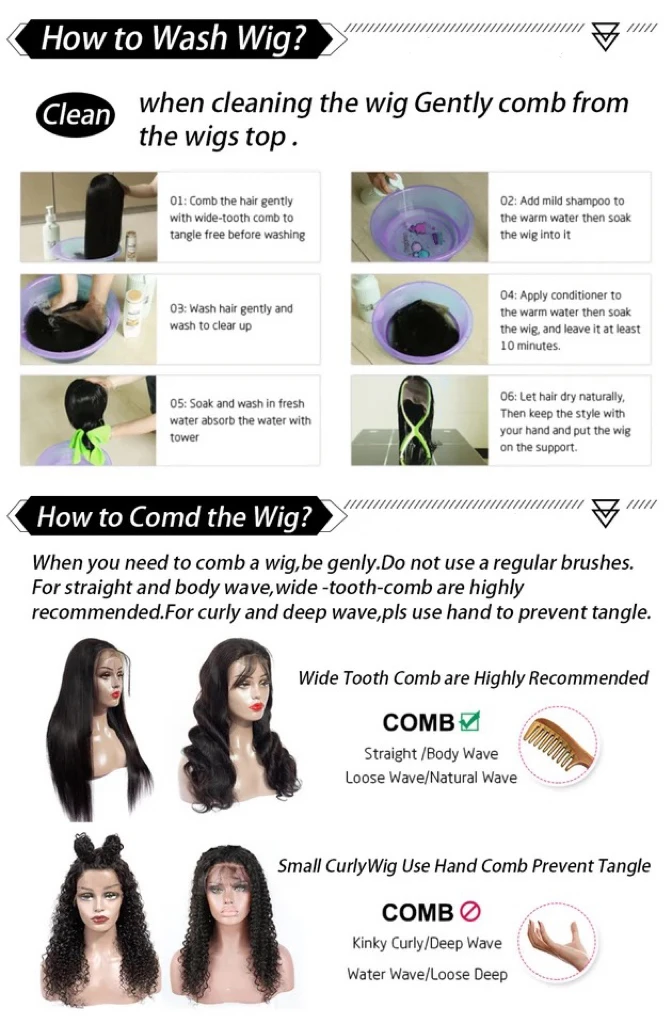 How to Wash Wig?
Clean
when cleaning the wig Gently comb from
the wigs top .
01: Comb the hair gently
with wide-tooth comb to
tangle free before washing
02: Add mild shampoo to
the warm water then soak
the wig into it
03: Wash hair gently and
wash to clear up
04: Apply conditioner to
the warm water then soak
the wig, and leave it at least
10 minutes.
05: Soak and wash in fresh
water absorb the water with
tower
06: Let hair dry naturally,
Then keep the style with
your hand and put the wig
on the support.
How to Comd the Wig?
When you need to comb a wig,be genly.Do not use a regular brushes.
For straight and body wave,wide -tooth-comb are highly
recommended.For curly and deep wave,pls use hand to prevent tangle.
Wide Tooth Comb are Highly Recommended
COMB
Straight /Body Wave
Loose Wave/Natural Wave
Small CurlyWig Use Hand Comb Prevent Tangle
COMB
Kinky Curly/Deep Wave
Water Wave/Loose Deep